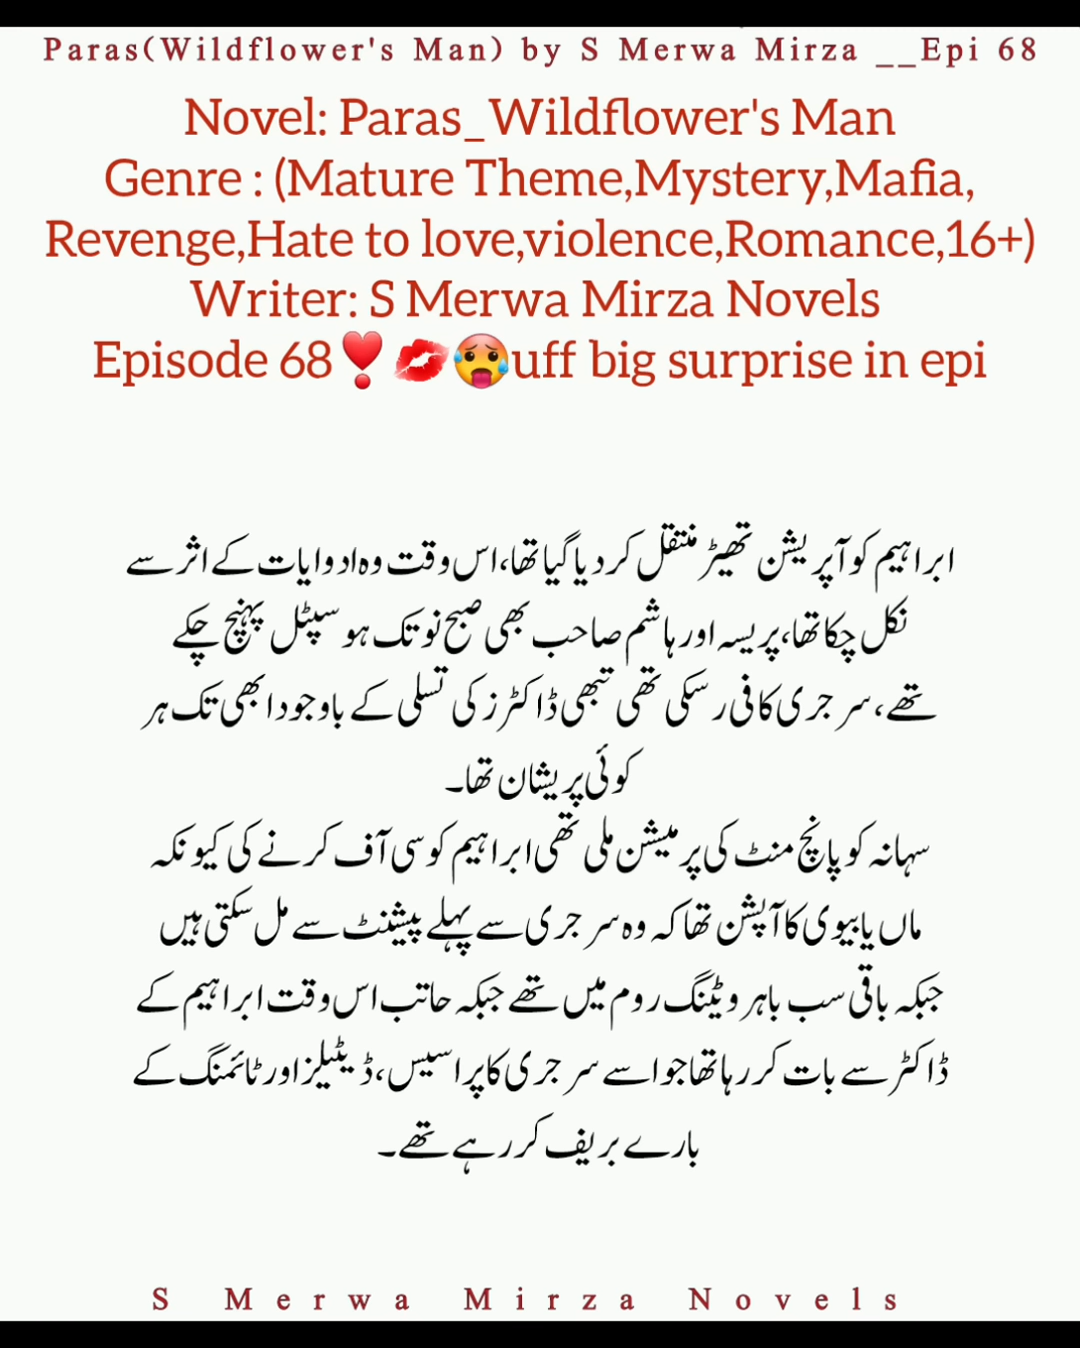 Paras(Wildflower's Man) by S Merwa Mirza __Epi 68
Novel: Paras_Wildflower's Man
Genre : (Mature Theme,Mystery,Mafia,
Revenge,Hate to love,violence,Romance,16+)
Writer: S Merwa Mirza Novels
Episode 68❣️💋🥵uff big surprise in epi
ابراہیم کو آپریشن تھیڑ منتقل کر دیا گیا تھا،اس وقت وہ ادوایات کے اثر سے
نکل چکا تھا،پریسہ اور ہاشم صاحب بھی صبح نو تک ہوسپٹل پہنچ چکے
تھے،سرجری کافی رسکی تھی تبھی ڈاکٹرز کی تسلی کے باوجود ابھی تک ہر
کوئی پریشان تھا۔
سہانہ کو پانچ منٹ کی پرمیشن ملی تھی ابراہیم کو سی آف کرنے کی کیونکہ
ماں یا بیوی کا آپشن تھا کہ وہ سرجری سے پہلے پیشنٹ سے مل سکتی ہیں
جبکہ باقی سب باہر ویٹنگ روم میں تھے جبکہ حاتب اس وقت ابراہیم کے
ڈاکٹر سے بات کر رہا تھا جو اسے سرجری کا پراسیس،ڈیٹیلز اور ٹائمنگ کے
بارے بریف کر رہے تھے۔
S Merwa Mirza Novels